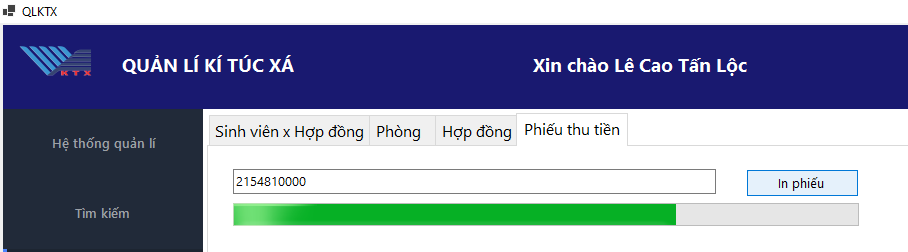 QLKTX
KTX
QUẢN LÍ KÍ TÚC XÁ
Xin chào Lê Cao Tấn Lộc
Hệ thống quản lí
Tìm kiếm
Sinh viên x Hợp đồng
Phòng
Hợp đồng
Phiếu thu tiền
2154810000
In phiếu